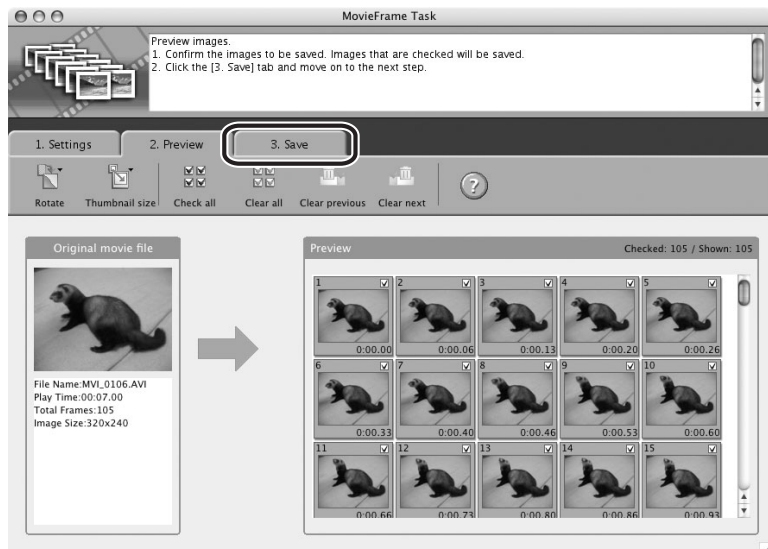 MovieFrame Task
Preview images.
1. Confirm the images to be saved. Images that are checked will be saved.
2. Click the [3. Save] tab and move on to the next step.
1. Settings
2. Preview
3. Save
Rotate
Thumbnail size
Check all
Clear all
Clear previous
Clear next
?
Original movie file
File Name:MVI_0106.AVI
Play Time:00:07.00
Total Frames:105
Image Size:320x240
Preview
Checked: 105 / Shown: 105
1 2 3 4 5
0:00.00 0:00.06 0:00.13 0:00.20 0:00.26
6 7 8 9 10
0:00.33 0:00.40 0:00.46 0:00.53 0:00.60
11 12 13 14 15
0:00.66 0:00.73 0:00.80 0:00.86 0:00.93